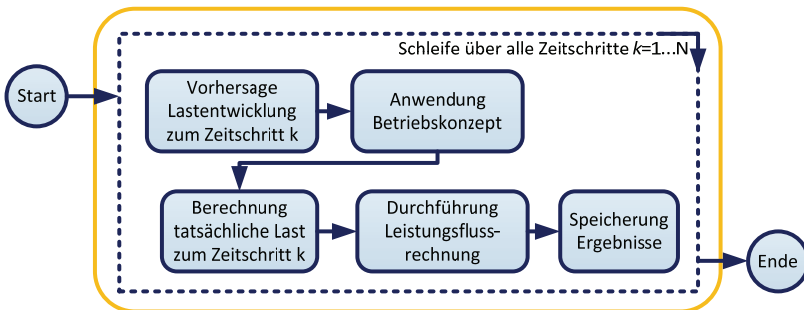 Schleife über alle Zeitschritte k=1...N
Start
Vorhersage
Lastentwicklung
zum Zeitschritt k
Anwendung
Betriebskonzept
Berechnung
tatsächliche Last
zum Zeitschritt k
Durchführung
Leistungsfluss-
rechnung
Speicherung
Ergebnisse
Ende